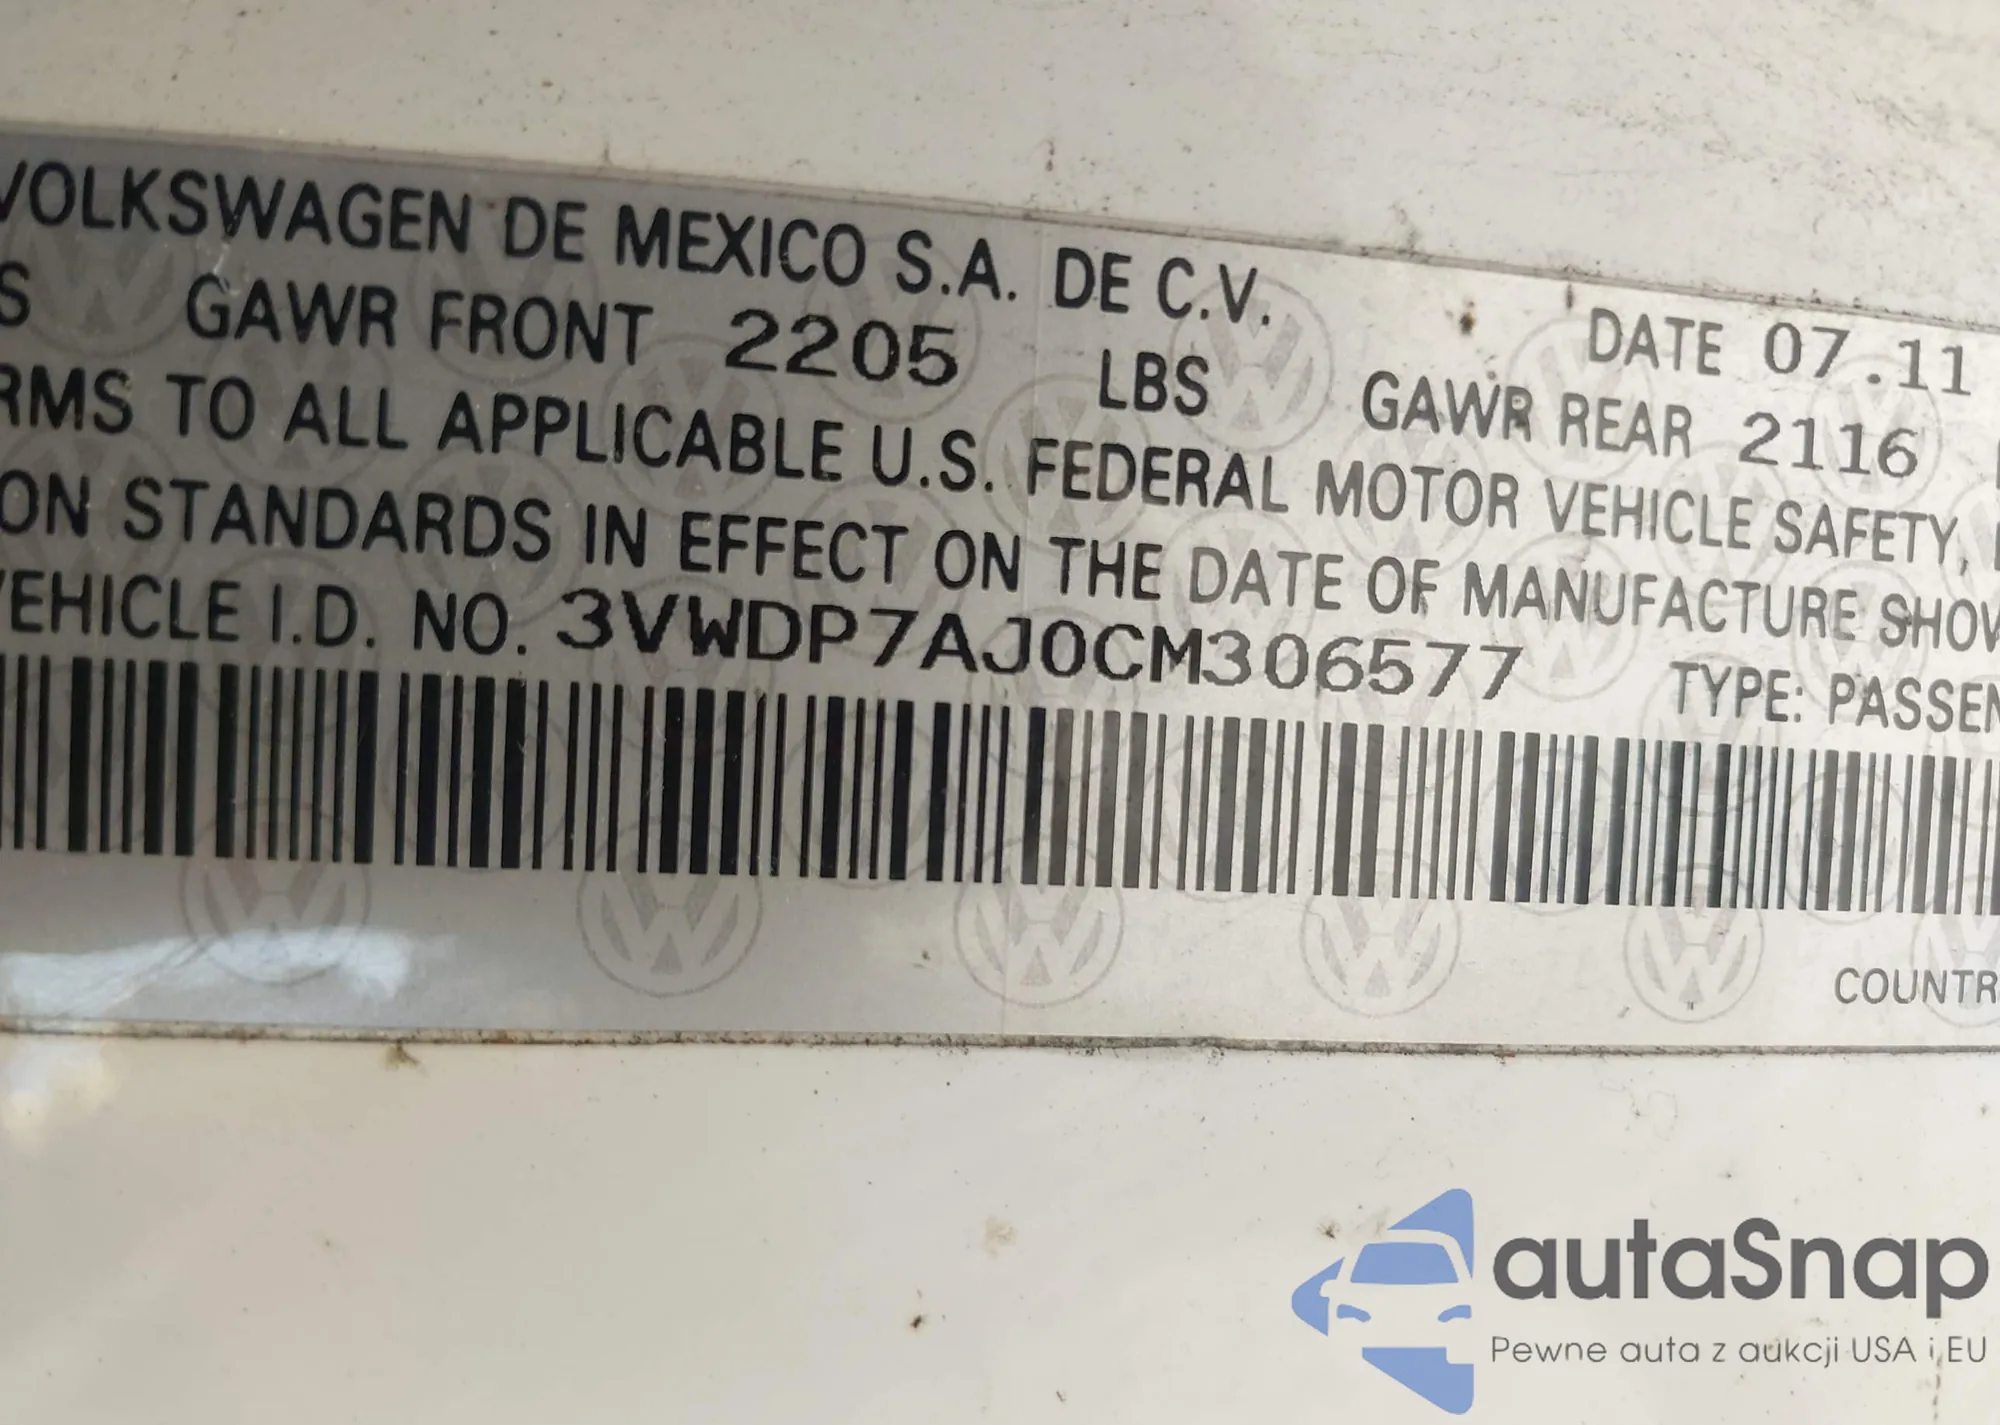 VOLKSWAGEN DE MEXICO S.A. DE C.V. DATE 07.11
S GAWR FRONT 2205 LBS GAWR REAR 2116
RMS TO ALL APPLICABLE U.S. FEDERAL MOTOR VEHICLE SAFETY,
ON STANDARDS IN EFFECT ON THE DATE OF MANUFACTURE SHOW
VEHICLE I.D. NO. 3VWDP7AJ0CM306577 TYPE: PASSEN
COUNTR
autaSnap
Pewne auta z aukcji USA i EU